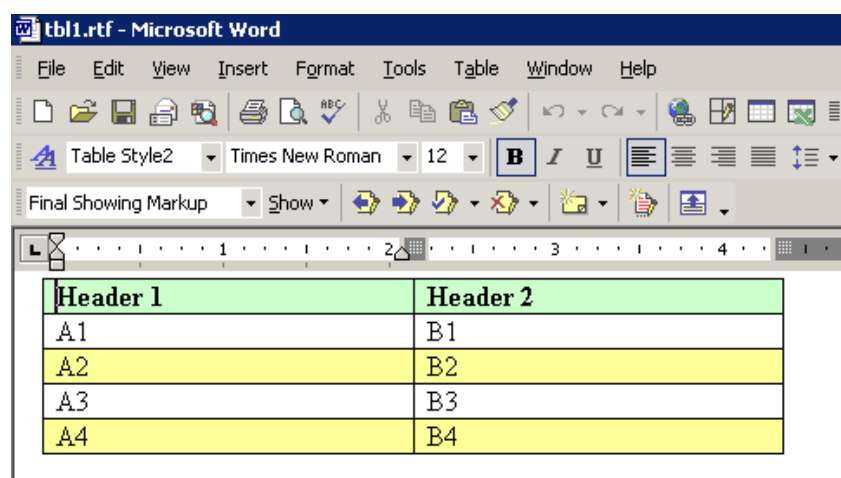 tbl1.rtf - Microsoft Word
File Edit View Insert Format Tools Table Window Help
ABC
Table Style2 Times New Roman 12 B I U
Final Showing Markup Show
L 1 2 3 4
Header 1 Header 2
A1 B1
A2 B2
A3 B3
A4 B4